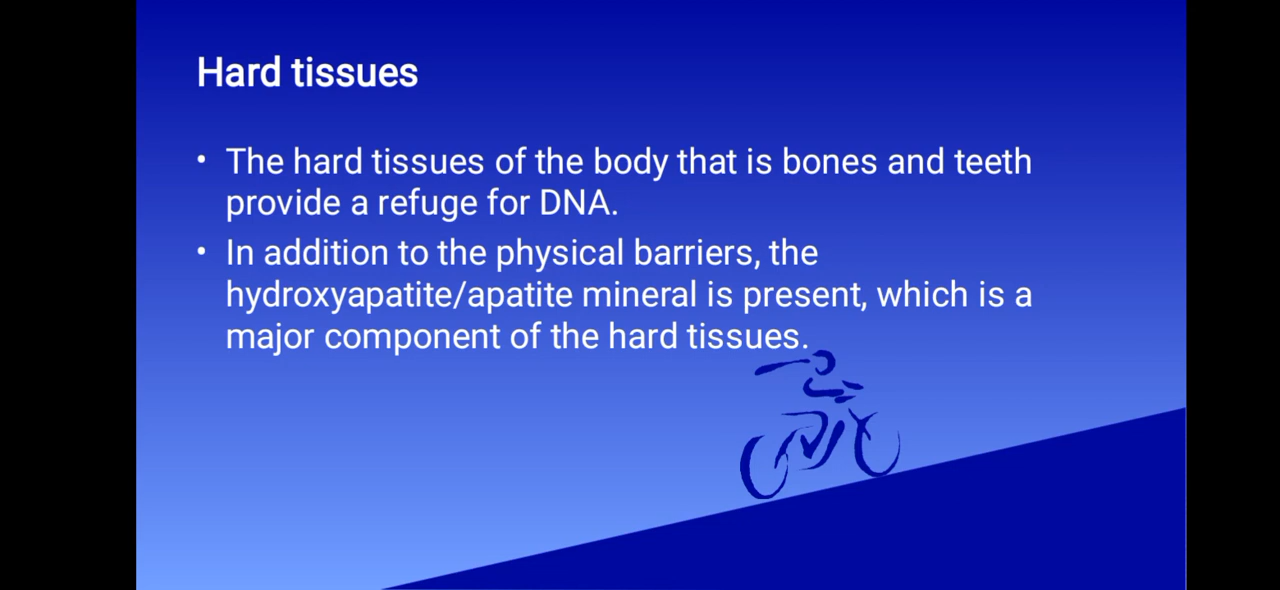 Hard tissues
• The hard tissues of the body that is bones and teeth
provide a refuge for DNA.
• In addition to the physical barriers, the
hydroxyapatite/apatite mineral is present, which is a
major component of the hard tissues.